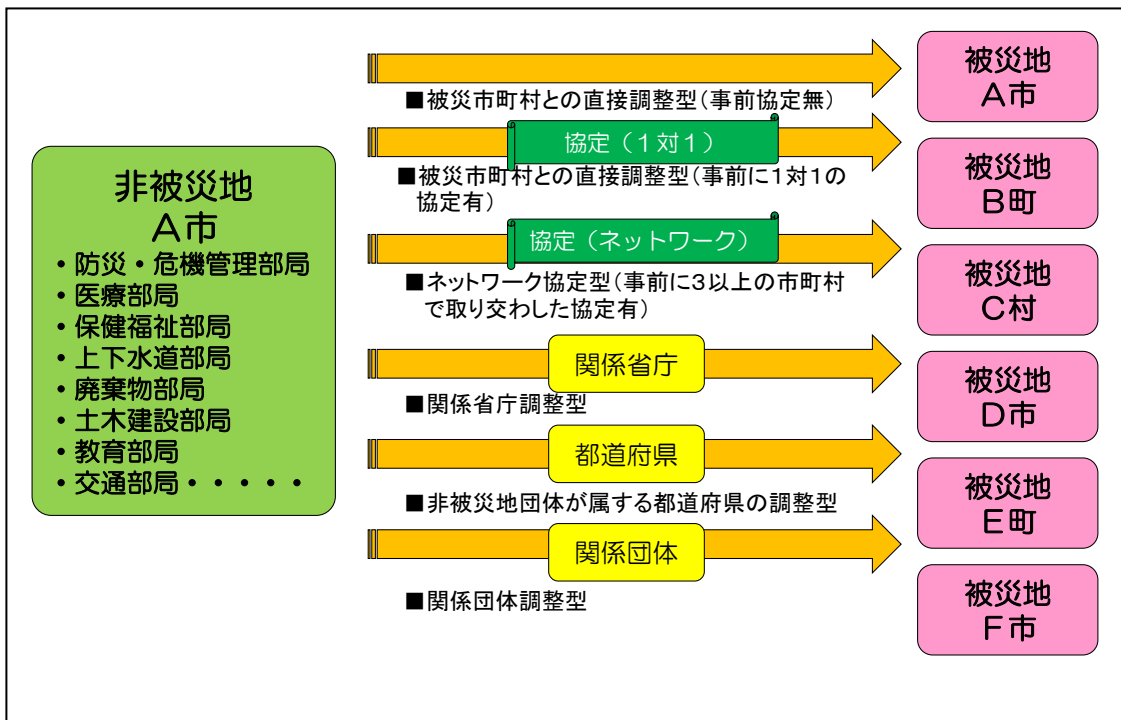 非被災地
A市
・防災・危機管理部局
・医療部局
・保健福祉部局
・上下水道部局
・廃棄物部局
・土木建設部局
・教育部局
・交通部局・・・・・
■被災市町村との直接調整型(事前協定無)
協定(1対1)
■被災市町村との直接調整型(事前に1対1の
協定有)
協定(ネットワーク)
■ネットワーク協定型(事前に3以上の市町村
で取り交わした協定有)
関係省庁
■関係省庁調整型
都道府県
■非被災地団体が属する都道府県の調整型
関係団体
■関係団体調整型
被災地
A市
被災地
B町
被災地
C村
被災地
D市
被災地
E町
被災地
F市